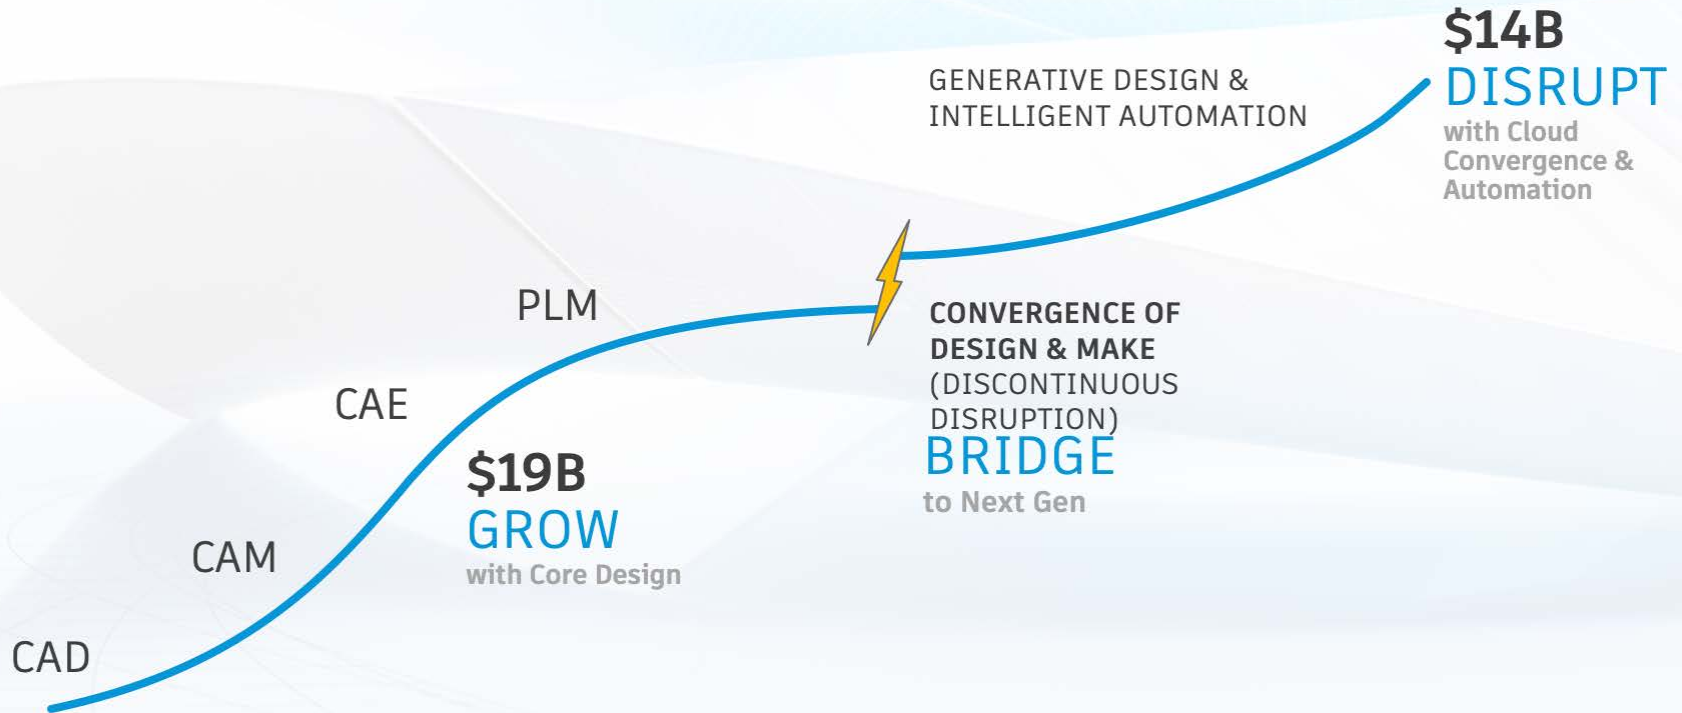 $14B
DISRUPT
with Cloud
Convergence &
Automation
GENERATIVE DESIGN &
INTELLIGENT AUTOMATION
PLM
CONVERGENCE OF
DESIGN & MAKE
(DISCONTINUOUS
DISRUPTION)
BRIDGE
to Next Gen
CAE
$19B
GROW
with Core Design
CAM
CAD